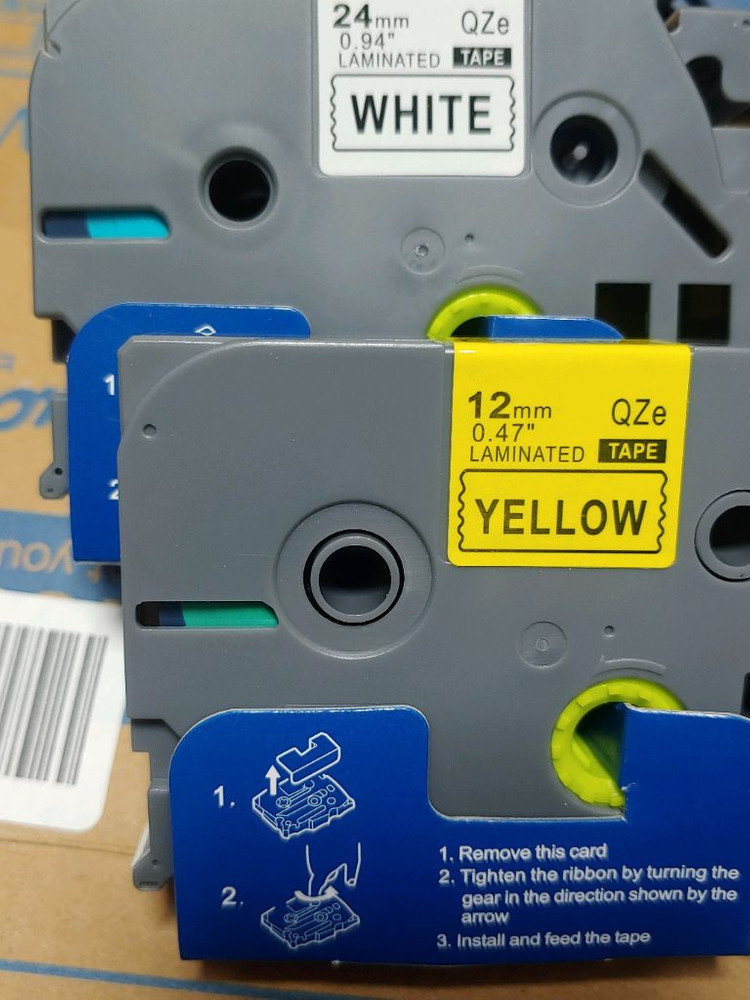 24mm QZe
0.94"
LAMINATED TAPE
WHITE
1
2
12mm QZe
0.47"
LAMINATED TAPE
YELLOW
1.
2.
1. Remove this card
2. Tighten the ribbon by turning the
gear in the direction shown by the
arrow
3. Install and feed the tape